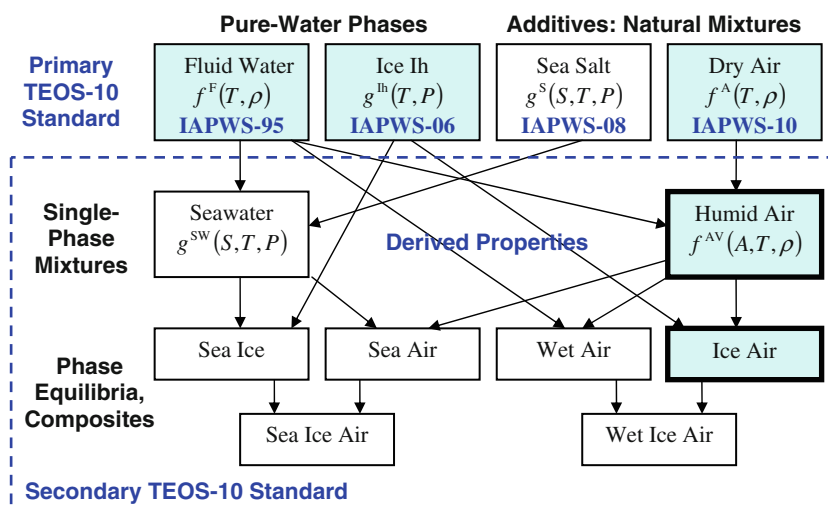 Pure-Water Phases
Additives: Natural Mixtures
Primary
TEOS-10
Standard
Fluid Water
f^F(T, ρ)
IAPWS-95
Ice Ih
g^Ih(T, P)
IAPWS-06
Sea Salt
g^S(S, T, P)
IAPWS-08
Dry Air
f^A(T, ρ)
IAPWS-10
Single-
Phase
Mixtures
Seawater
g^SW(S, T, P)
Derived Properties
Humid Air
f^AV(A, T, ρ)
Phase
Equilibria,
Composites
Sea Ice
Sea Air
Wet Air
Ice Air
Sea Ice Air
Wet Ice Air
Secondary TEOS-10 Standard